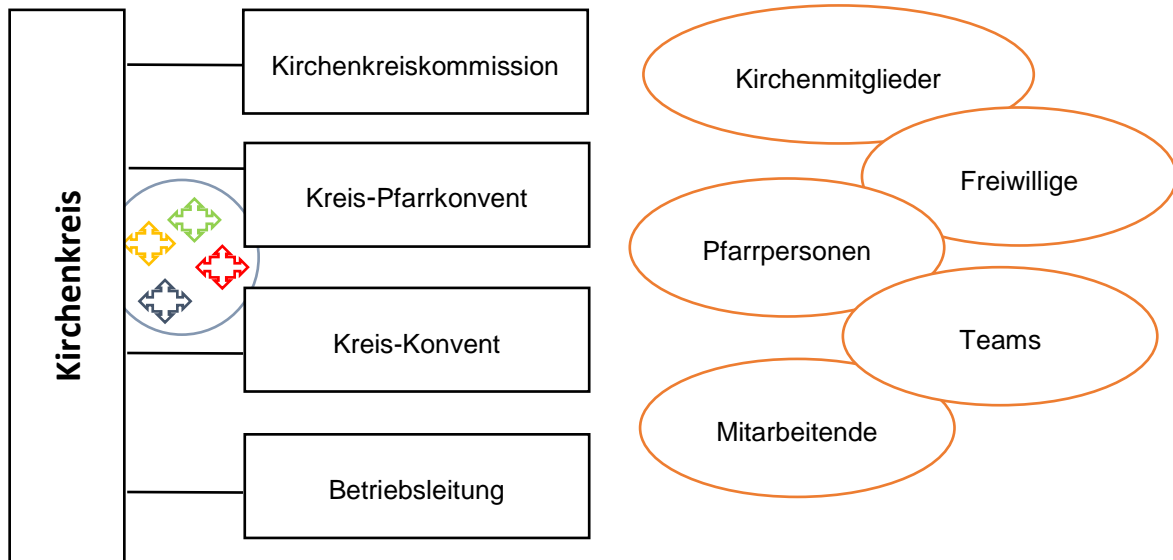 Kirchenkreis
Kirchenkreiskommission
Kreis-Pfarrkonvent
Kreis-Konvent
Betriebsleitung
Kirchenmitglieder
Freiwillige
Pfarrpersonen
Teams
Mitarbeitende